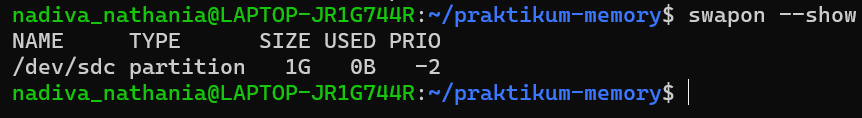 nadiva_nathania@LAPTOP-JR1G744R:~/praktikum-memory$ swapon --show
NAME     TYPE      SIZE USED PRIO
/dev/sdc partition   1G   0B   -2
nadiva_nathania@LAPTOP-JR1G744R:~/praktikum-memory$